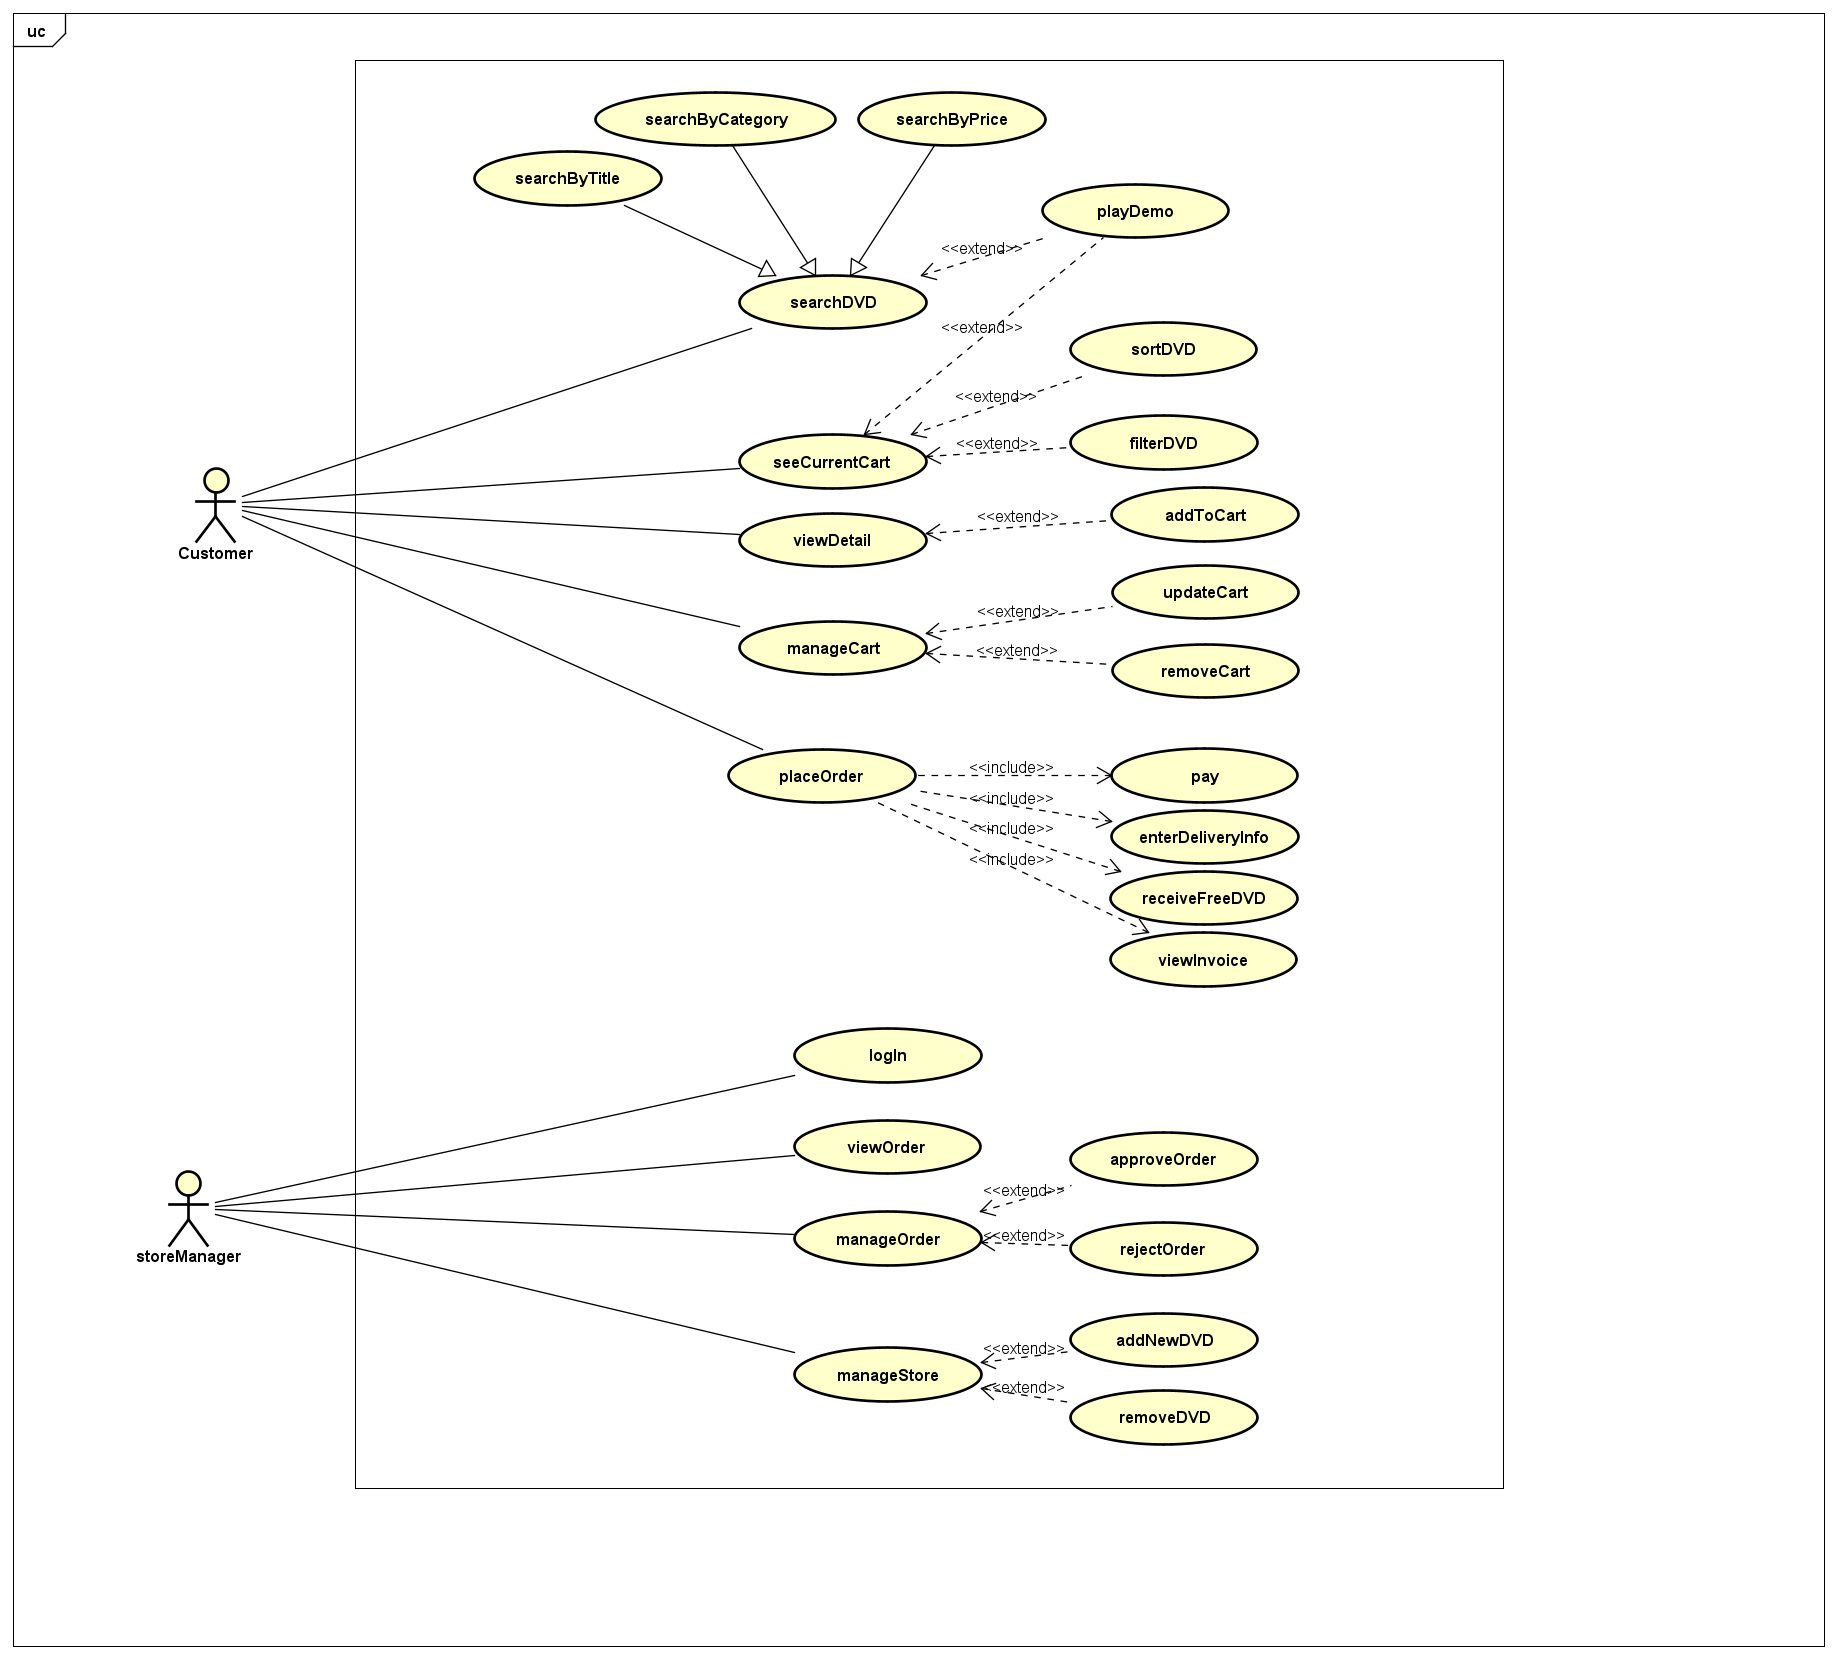 uc
searchByCategory
searchByPrice
searchByTitle
playDemo
<<extend>>
searchDVD
<<extend>>
sortDVD
<<extend>>
filterDVD
<<extend>>
seeCurrentCart
addToCart
<<extend>>
viewDetail
Customer
updateCart
<<extend>>
manageCart
<<extend>>
removeCart
<<include>>
placeOrder
pay
<<include>>
<<include>>
enterDeliveryInfo
<<include>>
receiveFreeDVD
viewInvoice
logIn
viewOrder
approveOrder
<<extend>>
<<extend>>
manageOrder
rejectOrder
storeManager
addNewDVD
<<extend>>
manageStore
<<extend>>
removeDVD